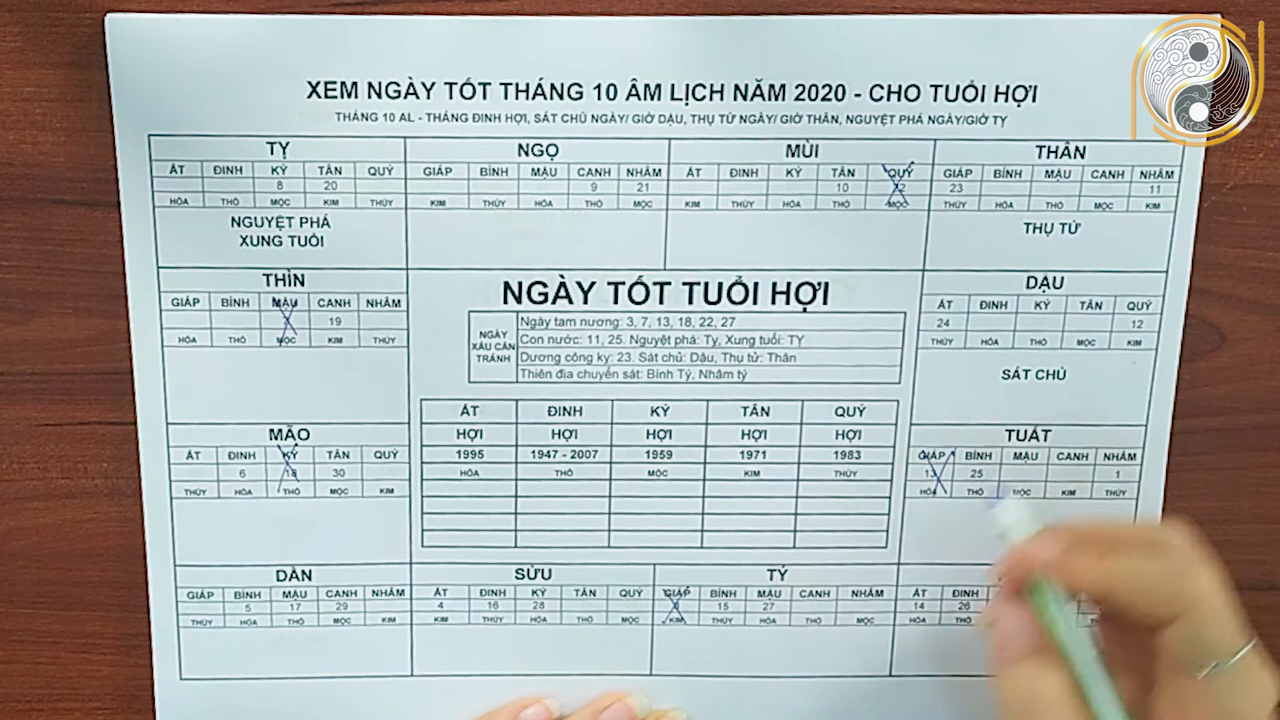 XEM NGÀY TỐT THÁNG 10 ÂM LỊCH NĂM 2020 - CHO TUỔI HỢI
THÁNG 10 AL - THÁNG ĐINH HỢI, SÁT CHỦ NGÀY/ GIỜ DẬU, THỤ TỬ NGÀY/ GIỜ THÂN, NGUYỆT PHÁ NGÀY/GIỜ TỴ
TỴ NGỌ MÙI THÂN
ẤT ĐINH KỶ TÂN QUÝ GIÁP BÍNH MẬU CANH NHÂM ẤT ĐINH KỶ TÂN QUÝ GIÁP BÍNH MẬU CANH NHÂM
8 20 9 21 10 23 11
HỎA THỔ MỘC KIM THỦY KIM THỦY HỎA THỔ MỘC KIM THỦY HỎA THỔ MỘC THỦY HỎA THỔ MỘC KIM
NGUYỆT PHÁ
XUNG TUỔI
THỤ TỬ
THÌN
GIÁP BÍNH MẬU CANH NHÂM
19
HỎA THỔ MỘC KIM THỦY
NGÀY TỐT TUỔI HỢI
NGÀY
XẤU CẦN
TRÁNH
Ngày tam nương: 3, 7, 13, 18, 22, 27
Con nước: 11, 25. Nguyệt phá: Tỵ, Xung tuổi: TỴ
Dương công kỵ: 23. Sát chủ: Dậu, Thụ tử: Thân
Thiên địa chuyển sát: Bính Tý, Nhâm tý
DẬU
ẤT ĐINH KỶ TÂN QUÝ
24 12
THỦY HỎA THỔ MỘC KIM
SÁT CHỦ
ẤT ĐINH KỶ TÂN QUÝ
HỢI HỢI HỢI HỢI HỢI
1995 1947 - 2007 1959 1971 1983
HỎA THỔ MỘC KIM THỦY
MÃO
ẤT ĐINH KỶ TÂN QUÝ
6 18 30
THỦY HỎA THỔ MỘC KIM
TUẤT
GIÁP BÍNH MẬU CANH NHÂM
13 25 1
HỎA THỔ MỘC KIM THỦY
DẦN SỬU TÝ
GIÁP BÍNH MẬU CANH NHÂM ẤT ĐINH KỶ TÂN QUÝ GIÁP BÍNH MẬU CANH NHÂM ẤT ĐINH
5 17 29 4 16 28 15 27 14 26
THỦY HỎA THỔ MỘC KIM KIM THỦY HỎA THỔ MỘC KIM THỦY HỎA THỔ MỘC HỎA THỔ